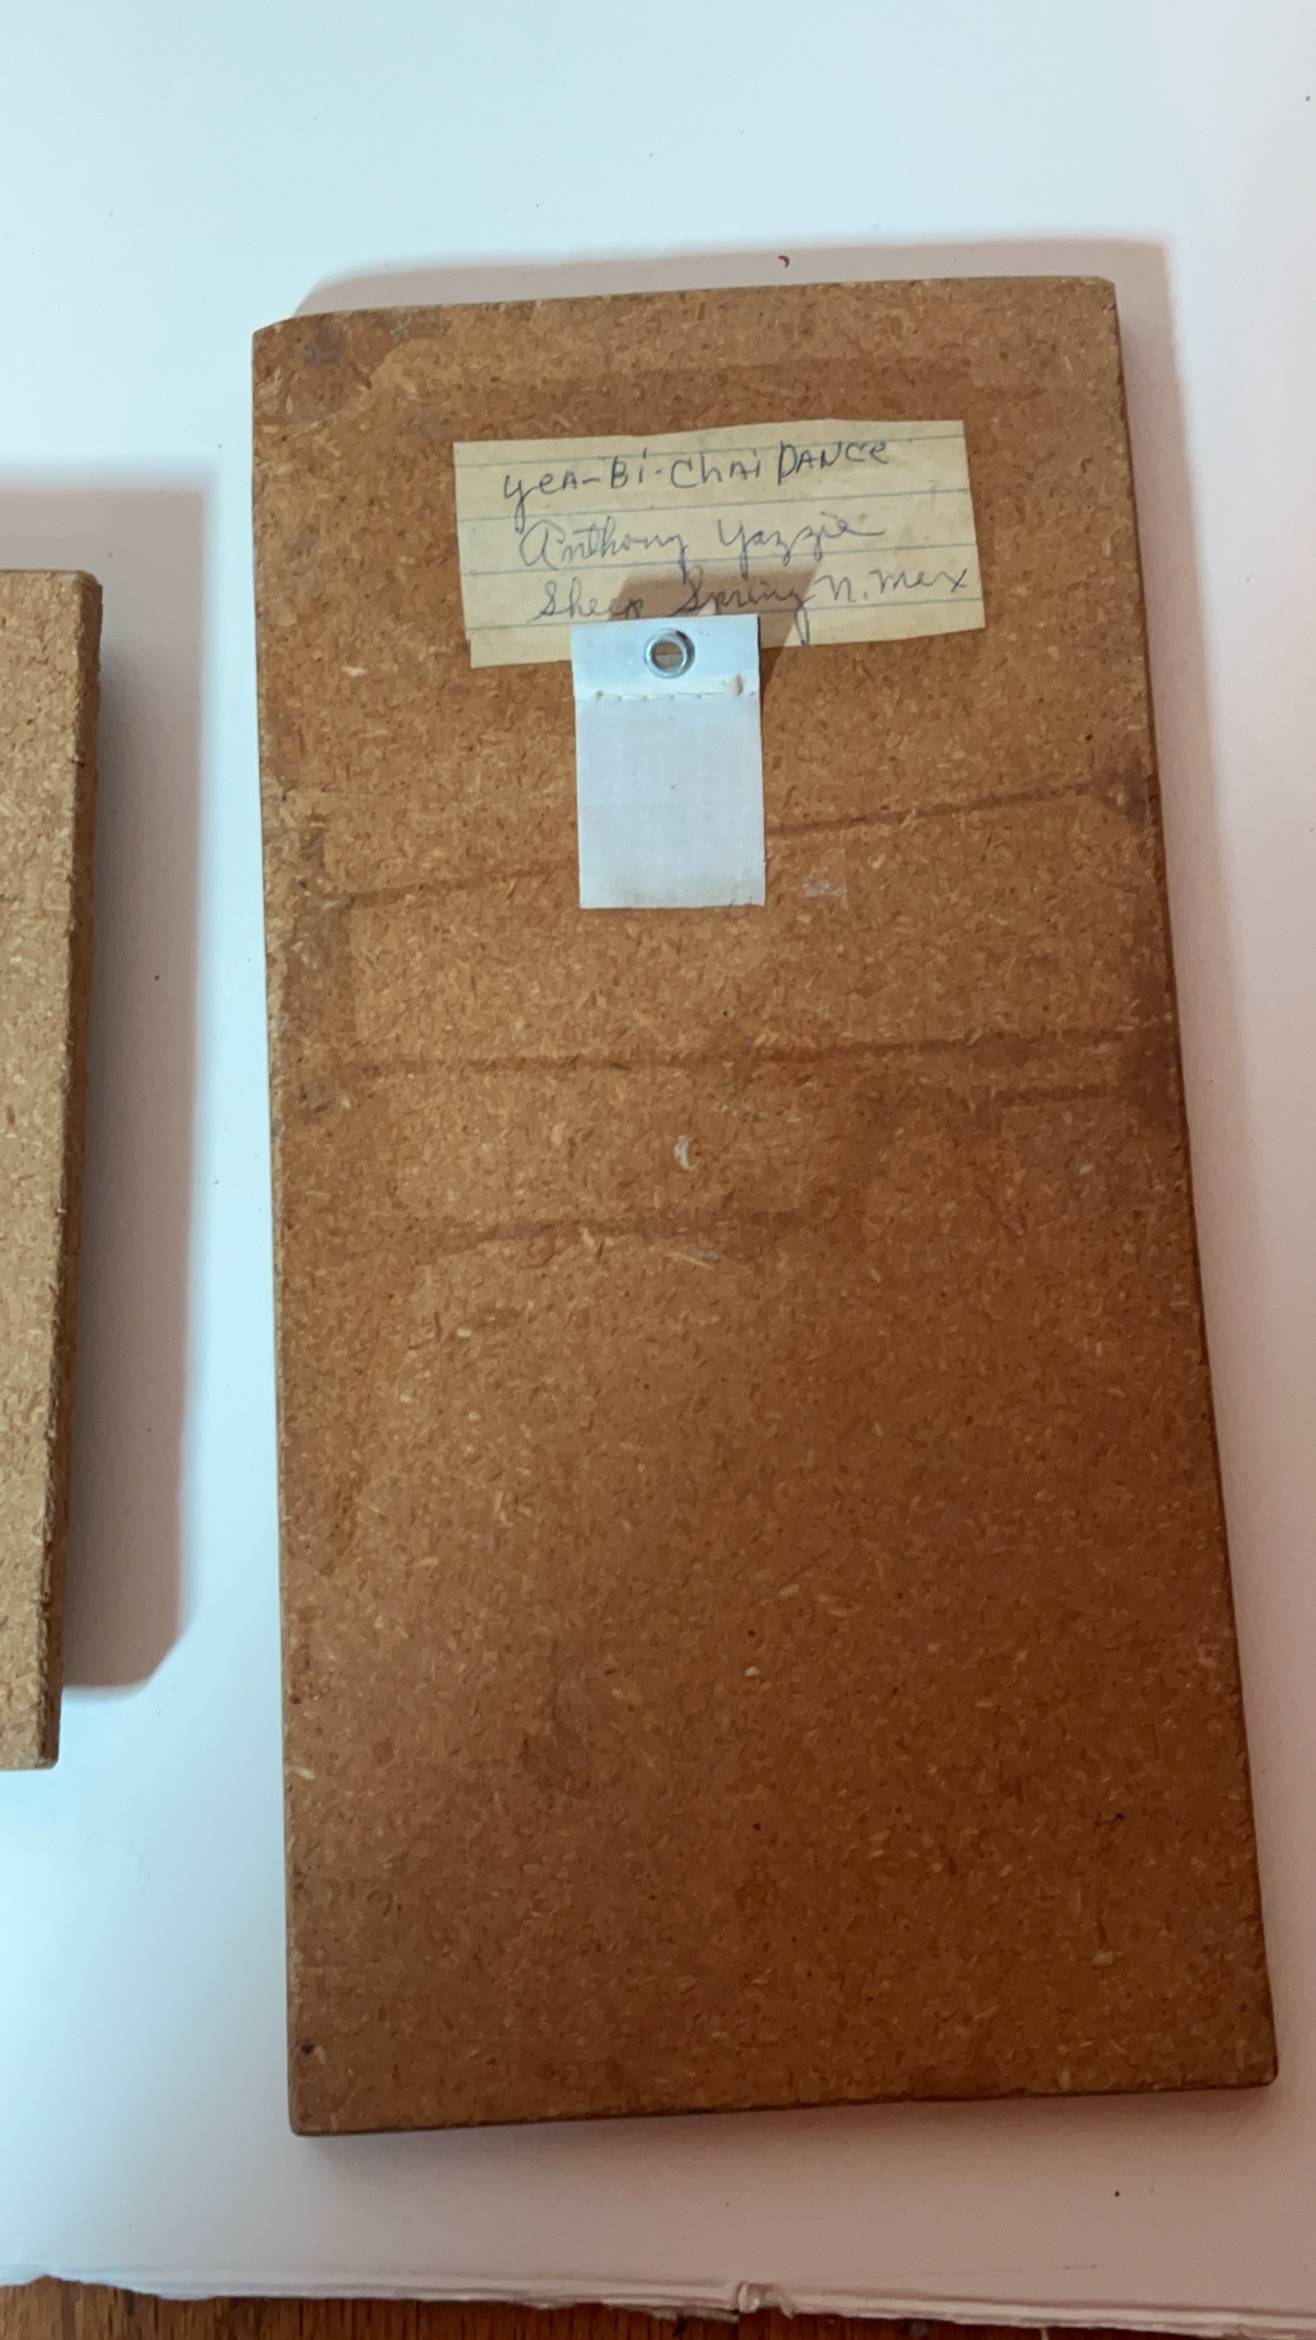 yeA-Bi-ChAi DANCe
Anthony Yazzie
Sheep Spring N. Mex